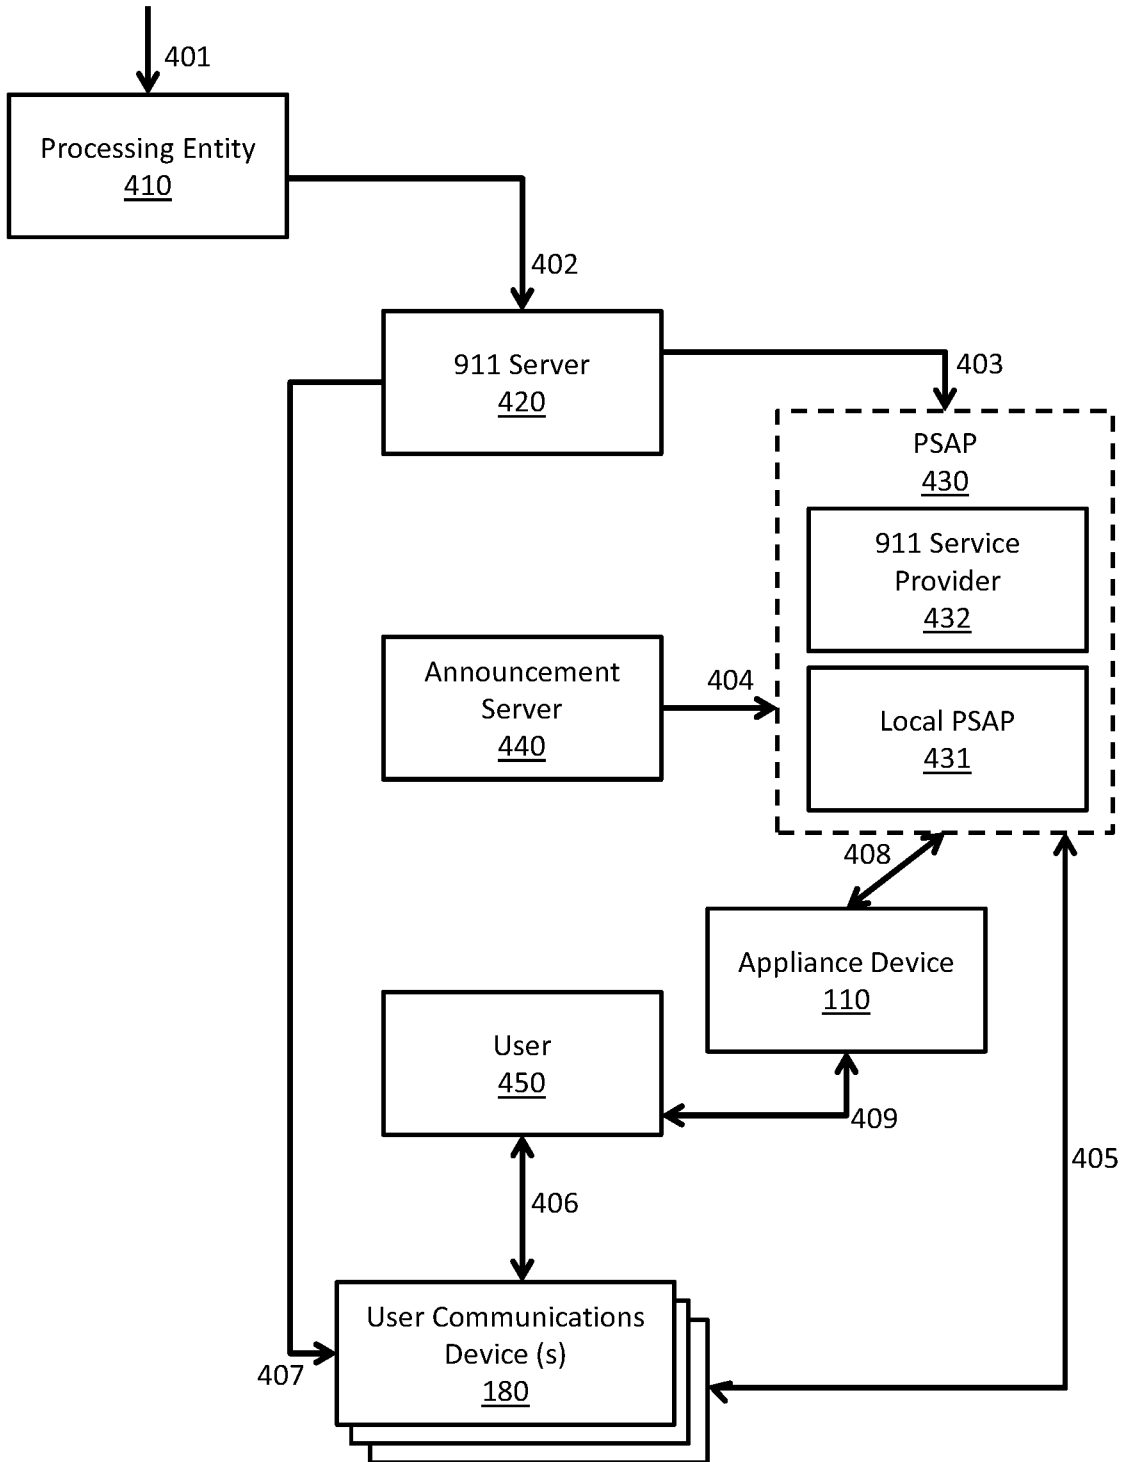 401
Processing Entity
410
402
911 Server
420
403
PSAP
430
911 Service
Provider
432
Announcement
Server
440
404
Local PSAP
431
408
Appliance Device
110
User
450
409
405
406
User Communications
Device (s)
180
407